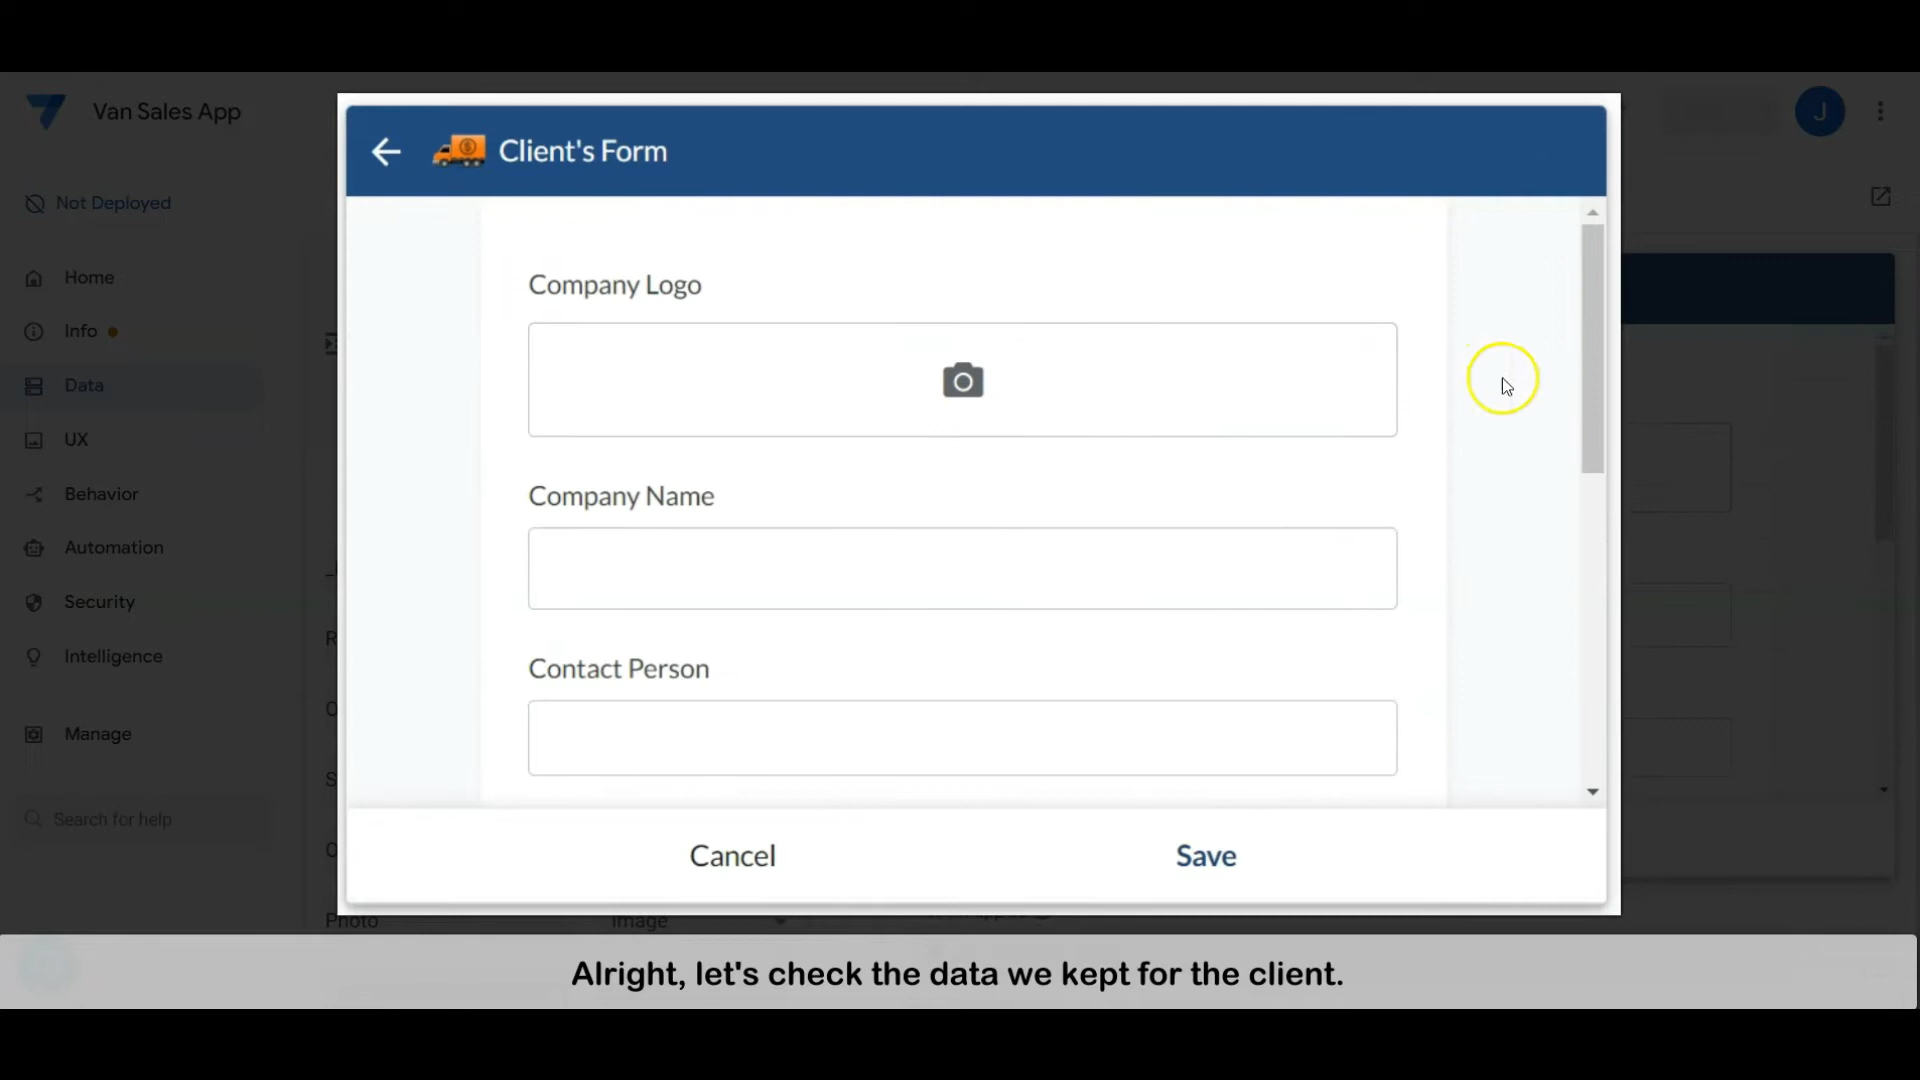 Van Sales App
J
Not Deployed
Home
Info
Data
UX
Behavior
Automation
Security
Intelligence
Manage
Search for help
Client's Form
Company Logo
Company Name
Contact Person
Cancel
Save
Photo
Image
Alright, let's check the data we kept for the client.